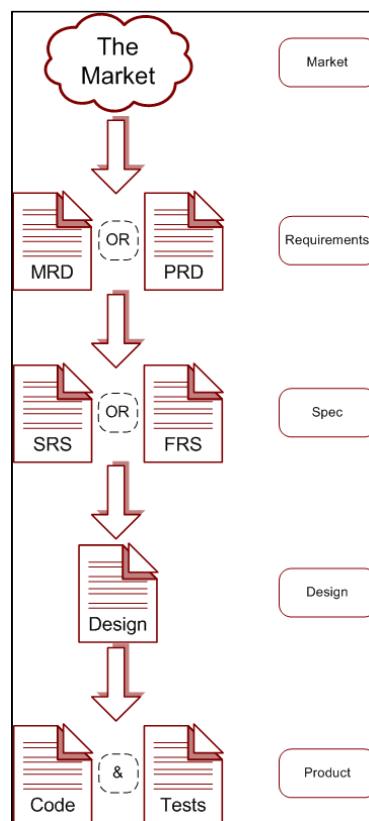 The
Market
Market
MRD
OR
PRD
Requirements
SRS
OR
FRS
Spec
Design
Design
Code
&
Tests
Product